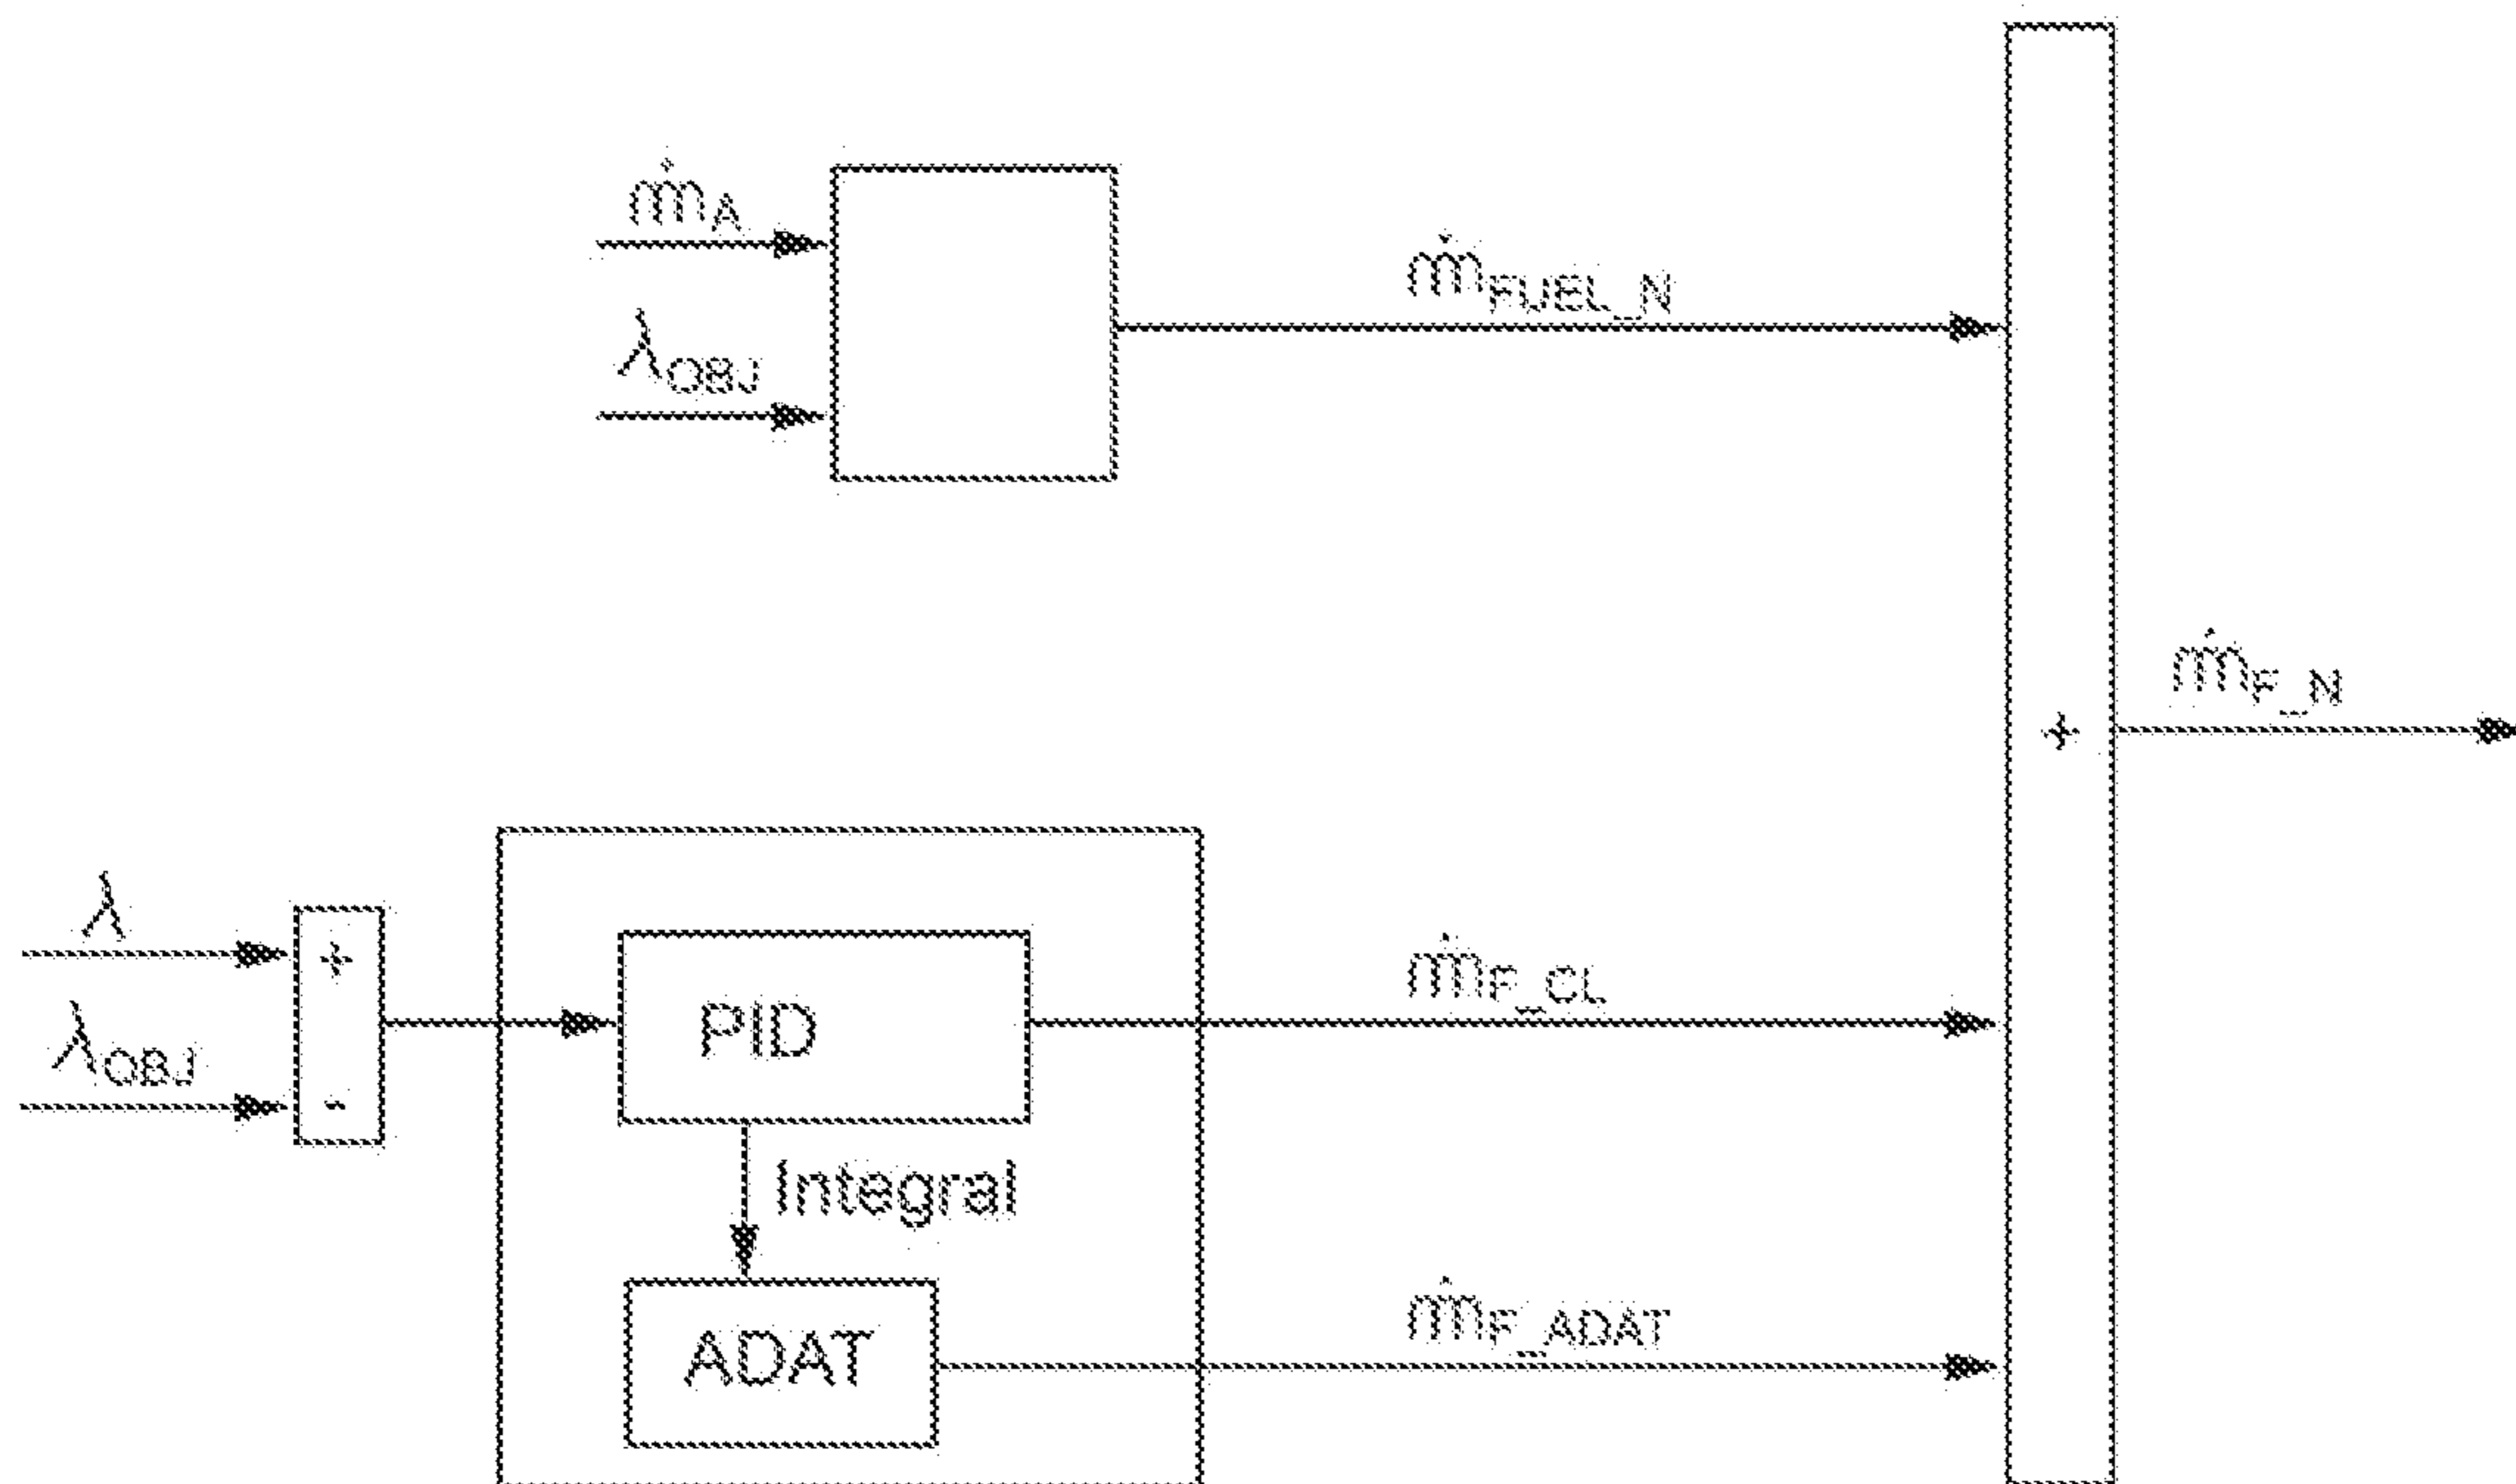 ṁA
ṁFUEL_N
λOBJ
ṁF_N
+
λ
+
ṁF_CL
PID
λOBJ
-
Integral
ṁF_ADAT
ADAT